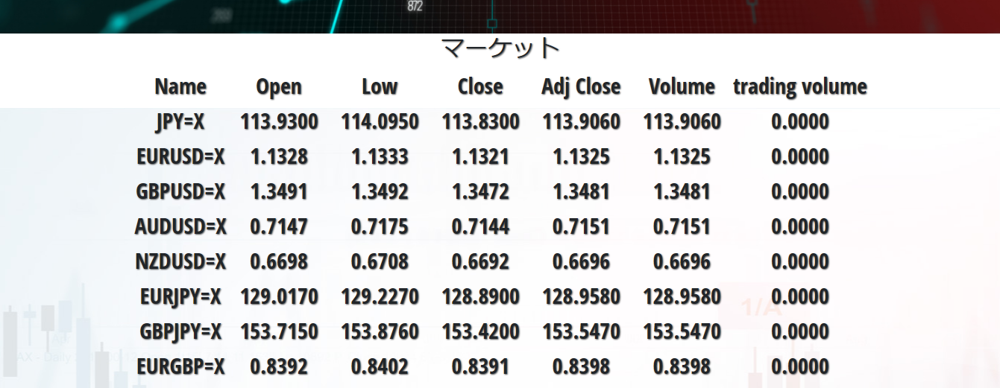 872
マーケット
Name Open Low Close Adj Close Volume trading volume
JPY=X 113.9300 114.0950 113.8300 113.9060 113.9060 0.0000
EURUSD=X 1.1328 1.1333 1.1321 1.1325 1.1325 0.0000
GBPUSD=X 1.3491 1.3492 1.3472 1.3481 1.3481 0.0000
AUDUSD=X 0.7147 0.7175 0.7144 0.7151 0.7151 0.0000
NZDUSD=X 0.6698 0.6708 0.6692 0.6696 0.6696 0.0000
EURJPY=X 129.0170 129.2270 128.8900 128.9580 128.9580 0.0000
1/A
GBPJPY=X 153.7150 153.8760 153.4200 153.5470 153.5470 0.0000
EURGBP=X 0.8392 0.8402 0.8391 0.8398 0.8398 0.0000